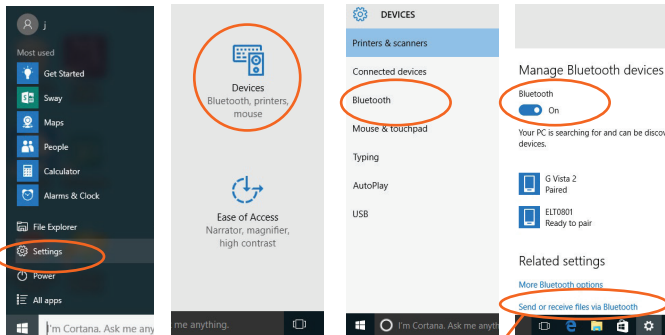 j
Most used
Get Started
Sway
Maps
People
Calculator
Alarms & Clock
File Explorer
Settings
Power
All apps
I'm Cortana. Ask me any
Devices
Bluetooth, printers,
mouse
Ease of Access
Narrator, magnifier,
high contrast
me anything.
DEVICES
Printers & scanners
Connected devices
Bluetooth
Mouse & touchpad
Typing
AutoPlay
USB
I'm Cortana. Ask me anyth
Manage Bluetooth devices
Bluetooth
On
Your PC is searching for and can be discov
devices.
G Vista 2
Paired
ELT0801
Ready to pair
Related settings
More Bluetooth options
Send or receive files via Bluetooth